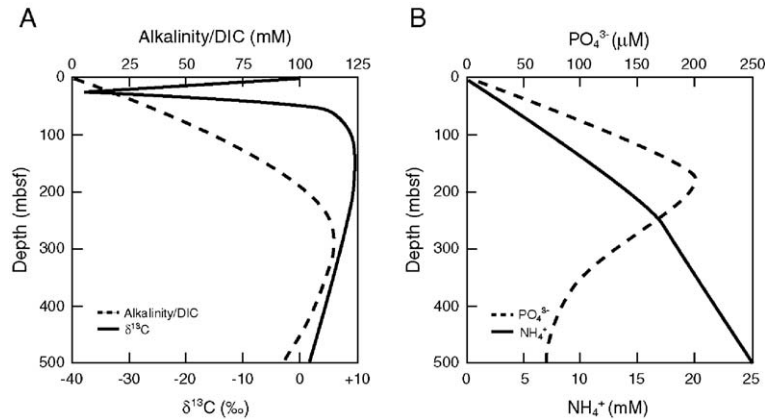 A
Alkalinity/DIC (mM)
0 25 50 75 100 125
0
100
200
300
400
500
Depth (mbsf)
Alkalinity/DIC
δ¹³C
-40 -30 -20 -10 0 +10
δ¹³C (‰)
B
PO₄³⁻ (μM)
0 50 100 150 200 250
0
100
200
300
400
500
Depth (mbsf)
PO₄³⁻
NH₄⁺
0 5 10 15 20 25
NH₄⁺ (mM)